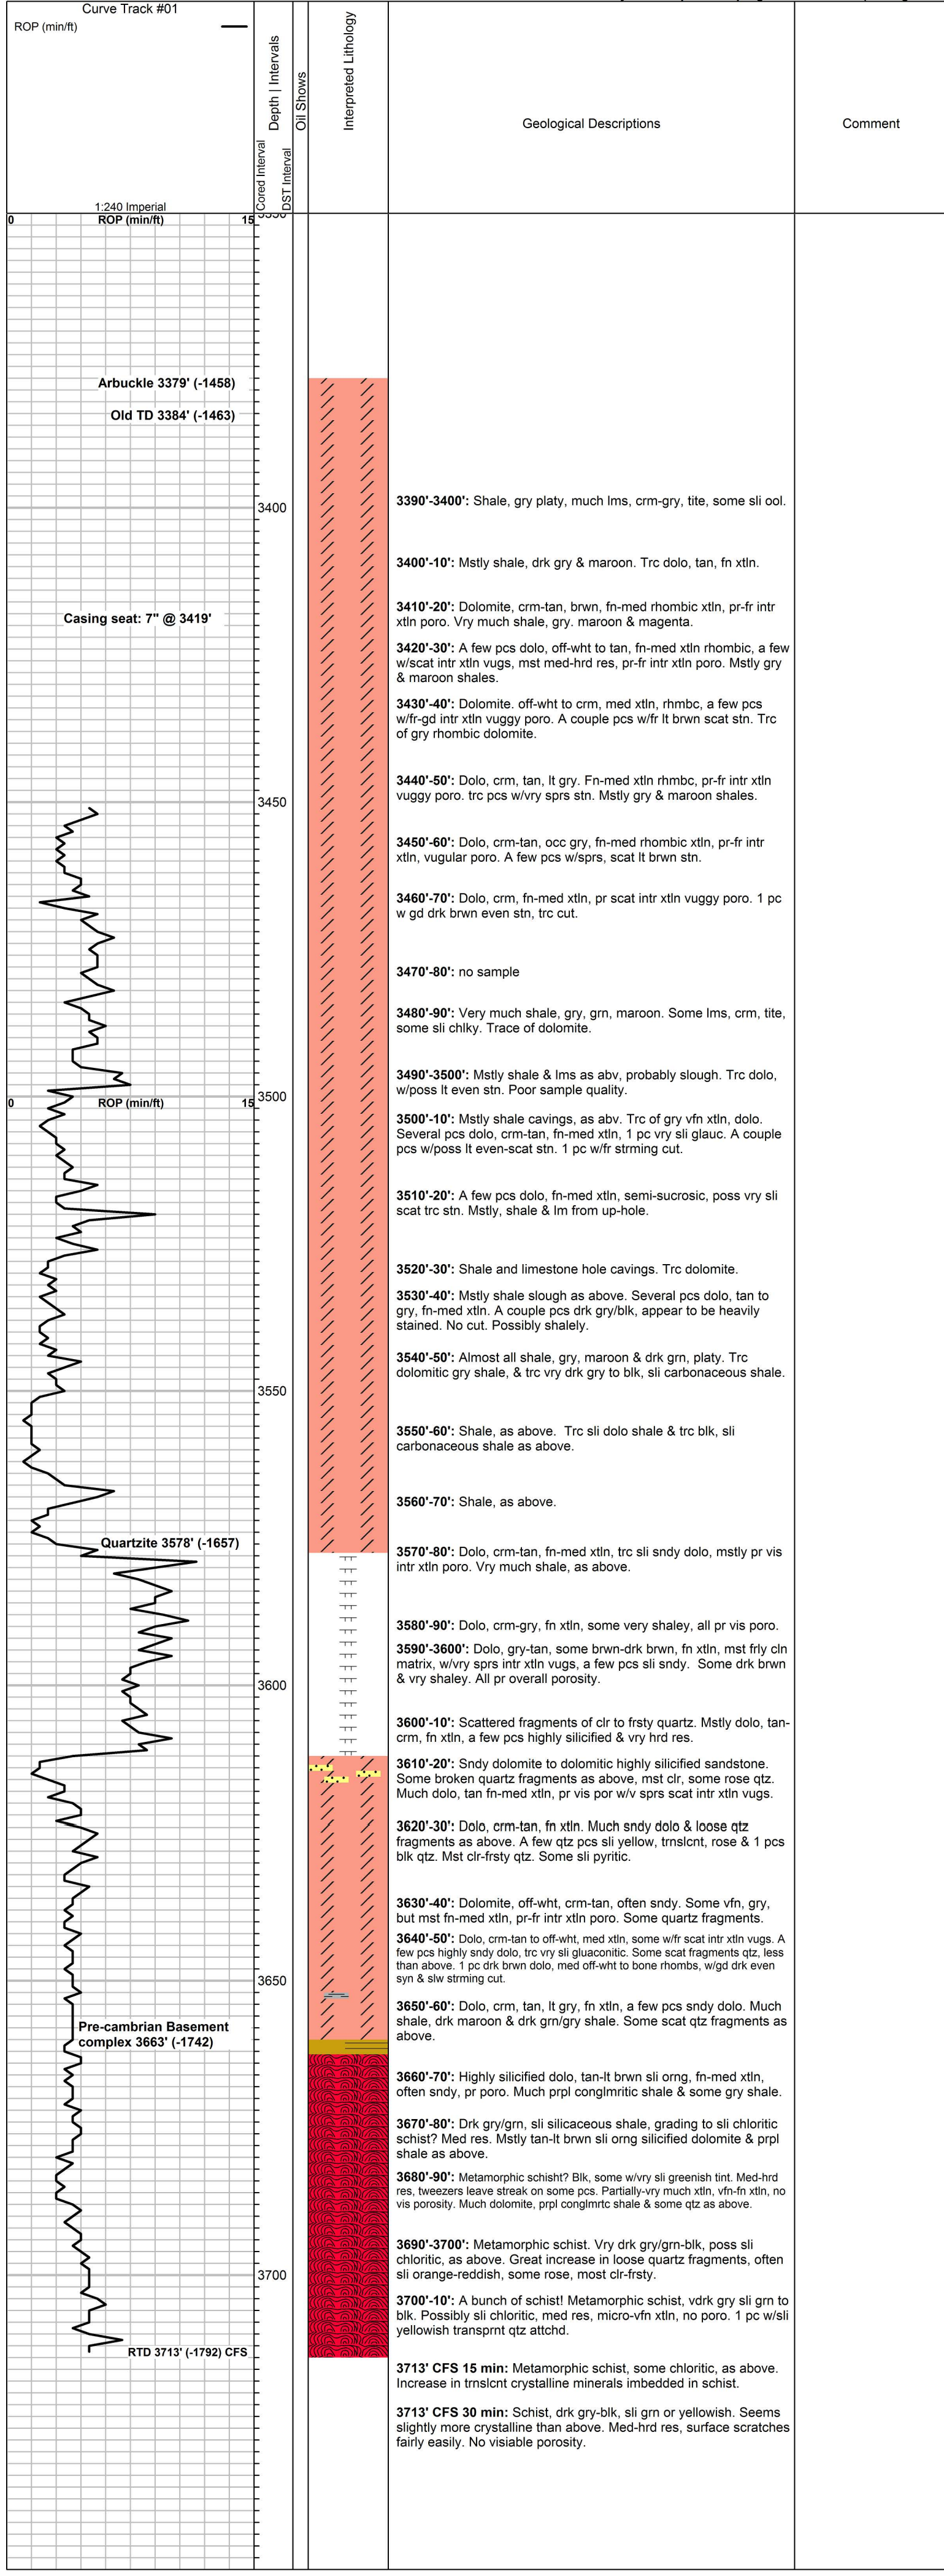 Curve Track #01
ROP (min/ft)
Depth | Intervals
Cored Interval
DST Interval
Oil Shows
Interpreted Lithology
Geological Descriptions
Comment
1:240 Imperial
0 ROP (min/ft) 15
Arbuckle 3379' (-1458)
Old TD 3384' (-1463)
3390'-3400': Shale, gry platy, much lms, crm-gry, tite, some sli ool.
3400
3400'-10': Mstly shale, drk gry & maroon. Trc dolo, tan, fn xtln.
3410'-20': Dolomite, crm-tan, brwn, fn-med rhombic xtln, pr-fr intr
xtln poro. Vry much shale, gry. maroon & magenta.
Casing seat: 7" @ 3419'
3420'-30': A few pcs dolo, off-wht to tan, fn-med xtln rhombic, a few
w/scat intr xtln vugs, mst med-hrd res, pr-fr intr xtln poro. Mstly gry
& maroon shales.
3430'-40': Dolomite. off-wht to crm, med xtln, rhmbc, a few pcs
w/fr-gd intr xtln vuggy poro. A couple pcs w/fr lt brwn scat stn. Trc
of gry rhombic dolomite.
3440'-50': Dolo, crm, tan, lt gry. Fn-med xtln rhmbc, pr-fr intr xtln
vuggy poro. trc pcs w/vry sprs stn. Mstly gry & maroon shales.
3450
3450'-60': Dolo, crm-tan, occ gry, fn-med rhombic xtln, pr-fr intr
xtln, vugular poro. A few pcs w/sprs, scat lt brwn stn.
3460'-70': Dolo, crm, fn-med xtln, pr scat intr xtln vuggy poro. 1 pc
w gd drk brwn even stn, trc cut.
3470'-80': no sample
3480'-90': Very much shale, gry, grn, maroon. Some lms, crm, tite,
some sli chlky. Trace of dolomite.
3490'-3500': Mstly shale & lms as abv, probably slough. Trc dolo,
w/poss lt even stn. Poor sample quality.
0 ROP (min/ft) 15
3500
3500'-10': Mstly shale cavings, as abv. Trc of gry vfn xtln, dolo.
Several pcs dolo, crm-tan, fn-med xtln, 1 pc vry sli glauc. A couple
pcs w/poss lt even-scat stn. 1 pc w/fr strming cut.
3510'-20': A few pcs dolo, fn-med xtln, semi-sucrosic, poss vry sli
scat trc stn. Mstly, shale & lm from up-hole.
3520'-30': Shale and limestone hole cavings. Trc dolomite.
3530'-40': Mstly shale slough as above. Several pcs dolo, tan to
gry, fn-med xtln. A couple pcs drk gry/blk, appear to be heavily
stained. No cut. Possibly shalely.
3540'-50': Almost all shale, gry, maroon & drk grn, platy. Trc
dolomitic gry shale, & trc vry drk gry to blk, sli carbonaceous shale.
3550
3550'-60': Shale, as above. Trc sli dolo shale & trc blk, sli
carbonaceous shale as above.
3560'-70': Shale, as above.
Quartzite 3578' (-1657)
3570'-80': Dolo, crm-tan, fn-med xtln, trc sli sndy dolo, mstly pr vis
intr xtln poro. Vry much shale, as above.
3580'-90': Dolo, crm-gry, fn xtln, some very shaley, all pr vis poro.
3590'-3600': Dolo, gry-tan, some brwn-drk brwn, fn xtln, mst frly cln
matrix, w/vry sprs intr xtln vugs, a few pcs sli sndy. Some drk brwn
& vry shaley. All pr overall porosity.
3600
3600'-10': Scattered fragments of clr to frsty quartz. Mstly dolo, tan-
crm, fn xtln, a few pcs highly silicified & vry hrd res.
3610'-20': Sndy dolomite to dolomitic highly silicified sandstone.
Some broken quartz fragments as above, mst clr, some rose qtz.
Much dolo, tan fn-med xtln, pr vis por w/v sprs scat intr xtln vugs.
3620'-30': Dolo, crm-tan, fn xtln. Much sndy dolo & loose qtz
fragments as above. A few qtz pcs sli yellow, trnslcnt, rose & 1 pcs
blk qtz. Mst clr-frsty qtz. Some sli pyritic.
3630'-40': Dolomite, off-wht, crm-tan, often sndy. Some vfn, gry,
but mst fn-med xtln, pr-fr intr xtln poro. Some quartz fragments.
3640'-50': Dolo, crm-tan to off-wht, med xtln, some w/fr scat intr xtln vugs. A
few pcs highly sndy dolo, trc vry sli gluaconitic. Some scat fragments qtz, less
than above. 1 pc drk brwn dolo, med off-wht to bone rhombs, w/gd drk even
syn & slw strming cut.
3650
3650'-60': Dolo, crm, tan, lt gry, fn xtln, a few pcs sndy dolo. Much
shale, drk maroon & drk grn/gry shale. Some scat qtz fragments as
above.
Pre-cambrian Basement
complex 3663' (-1742)
3660'-70': Highly silicified dolo, tan-lt brwn sli orng, fn-med xtln,
often sndy, pr poro. Much prpl conglmritic shale & some gry shale.
3670'-80': Drk gry/grn, sli silicaceous shale, grading to sli chloritic
schist? Med res. Mstly tan-lt brwn sli orng silicified dolomite & prpl
shale as above.
3680'-90': Metamorphic schisht? Blk, some w/vry sli greenish tint. Med-hrd
res, tweezers leave streak on some pcs. Partially-vry much xtln, vfn-fn xtln, no
vis porosity. Much dolomite, prpl conglmrtc shale & some qtz as above.
3690'-3700': Metamorphic schist. Vry drk gry/grn-blk, poss sli
chloritic, as above. Great increase in loose quartz fragments, often
sli orange-reddish, some rose, most clr-frsty.
3700
3700'-10': A bunch of schist! Metamorphic schist, vdrk gry sli grn to
blk. Possibly sli chloritic, med res, micro-vfn xtln, no poro. 1 pc w/sli
yellowish transprnt qtz attchd.
RTD 3713' (-1792) CFS
3713' CFS 15 min: Metamorphic schist, some chloritic, as above.
Increase in trnslcnt crystalline minerals imbedded in schist.
3713' CFS 30 min: Schist, drk gry-blk, sli grn or yellowish. Seems
slightly more crystalline than above. Med-hrd res, surface scratches
fairly easily. No visiable porosity.